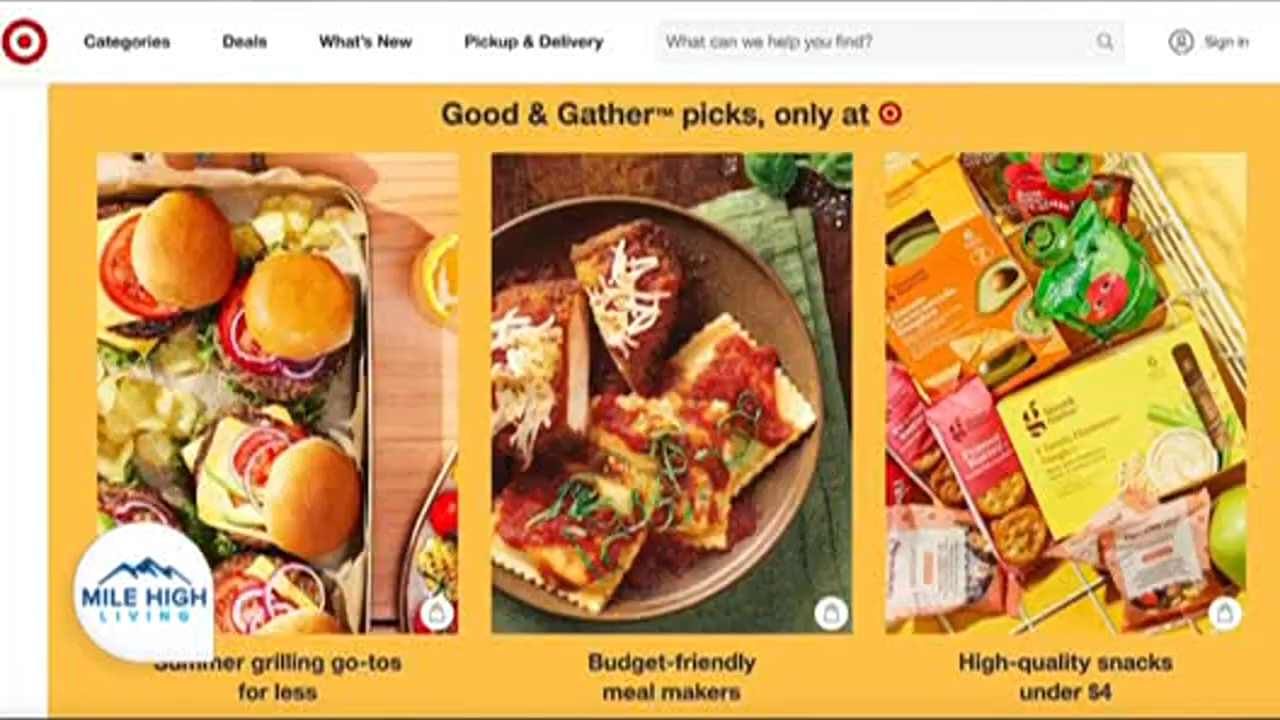 Categories
Deals
What's New
Pickup & Delivery
What can we help you find?
Sign in
Good & Gather™ picks, only at
MILE HIGH
LIVING
Summer grilling go-tos
for less
Budget-friendly
meal makers
High-quality snacks
under $4